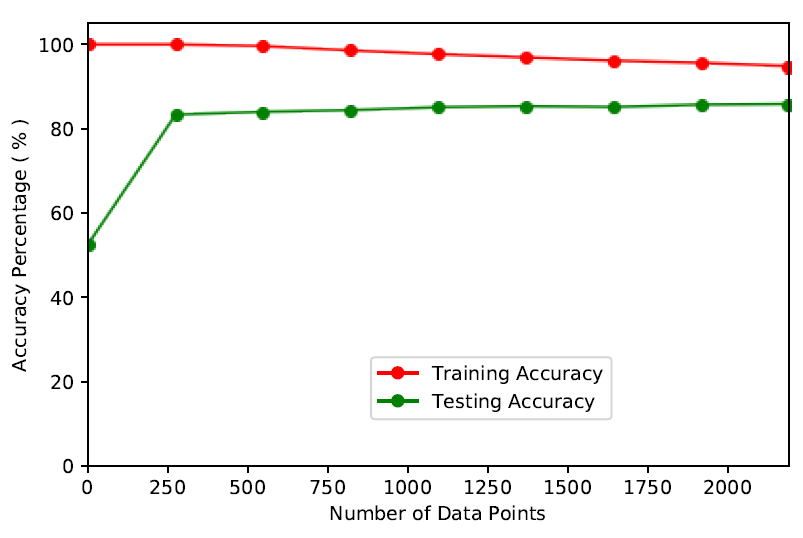 100
80
60
40
20
0
Accuracy Percentage ( % )
Training Accuracy
Testing Accuracy
0 250 500 750 1000 1250 1500 1750 2000
Number of Data Points